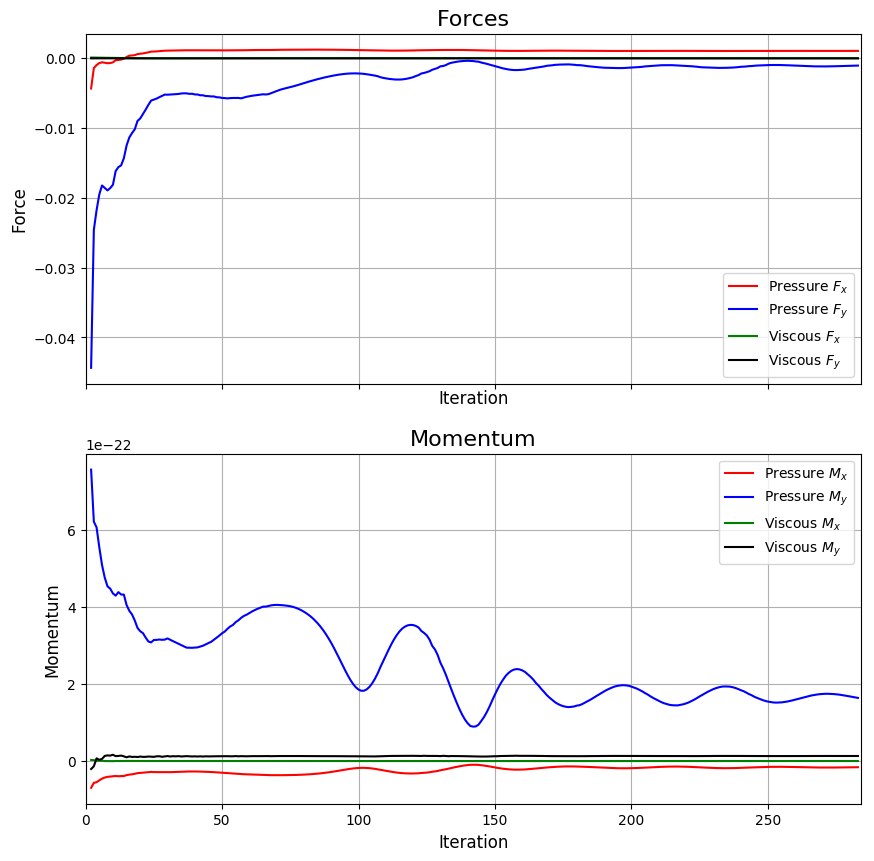 Forces
0.00
−0.01
−0.02
−0.03
−0.04
Force
Pressure Fx
Pressure Fy
Viscous Fx
Viscous Fy
Iteration
Momentum
1e−22
6
4
2
0
Momentum
Pressure Mx
Pressure My
Viscous Mx
Viscous My
0 50 100 150 200 250
Iteration